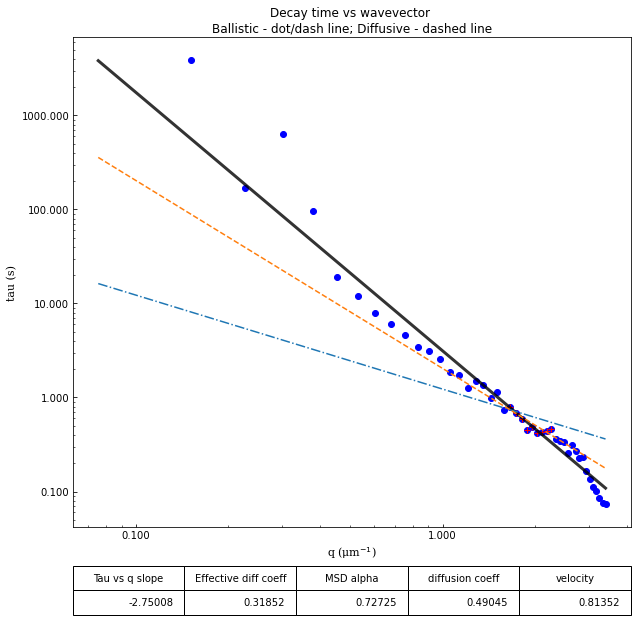 Decay time vs wavevector
Ballistic - dot/dash line; Diffusive - dashed line
1000.000
100.000
10.000
1.000
0.100
tau (s)
0.100 1.000
q (μm⁻¹)
Tau vs q slope Effective diff coeff MSD alpha diffusion coeff velocity
-2.75008 0.31852 0.72725 0.49045 0.81352